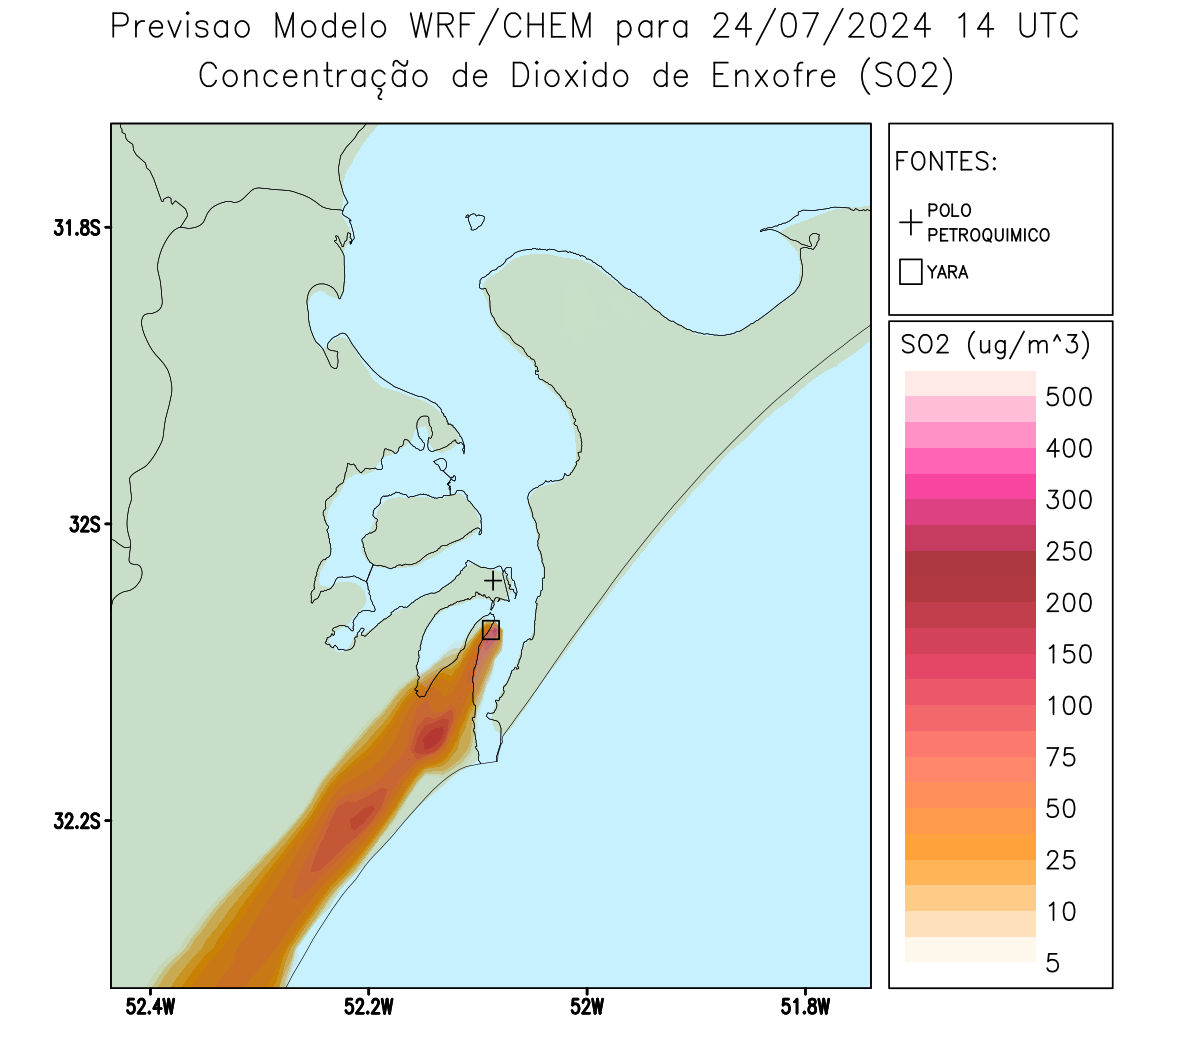 Previsao Modelo WRF/CHEM para 24/07/2024 14 UTC
Concentração de Dioxido de Enxofre (SO2)
FONTES:
POLO
PETROQUIMICO
YARA
31.8S
32S
32.2S
52.4W
52.2W
52W
51.8W
SO2 (ug/m^3)
500
400
300
250
200
150
100
75
50
25
10
5